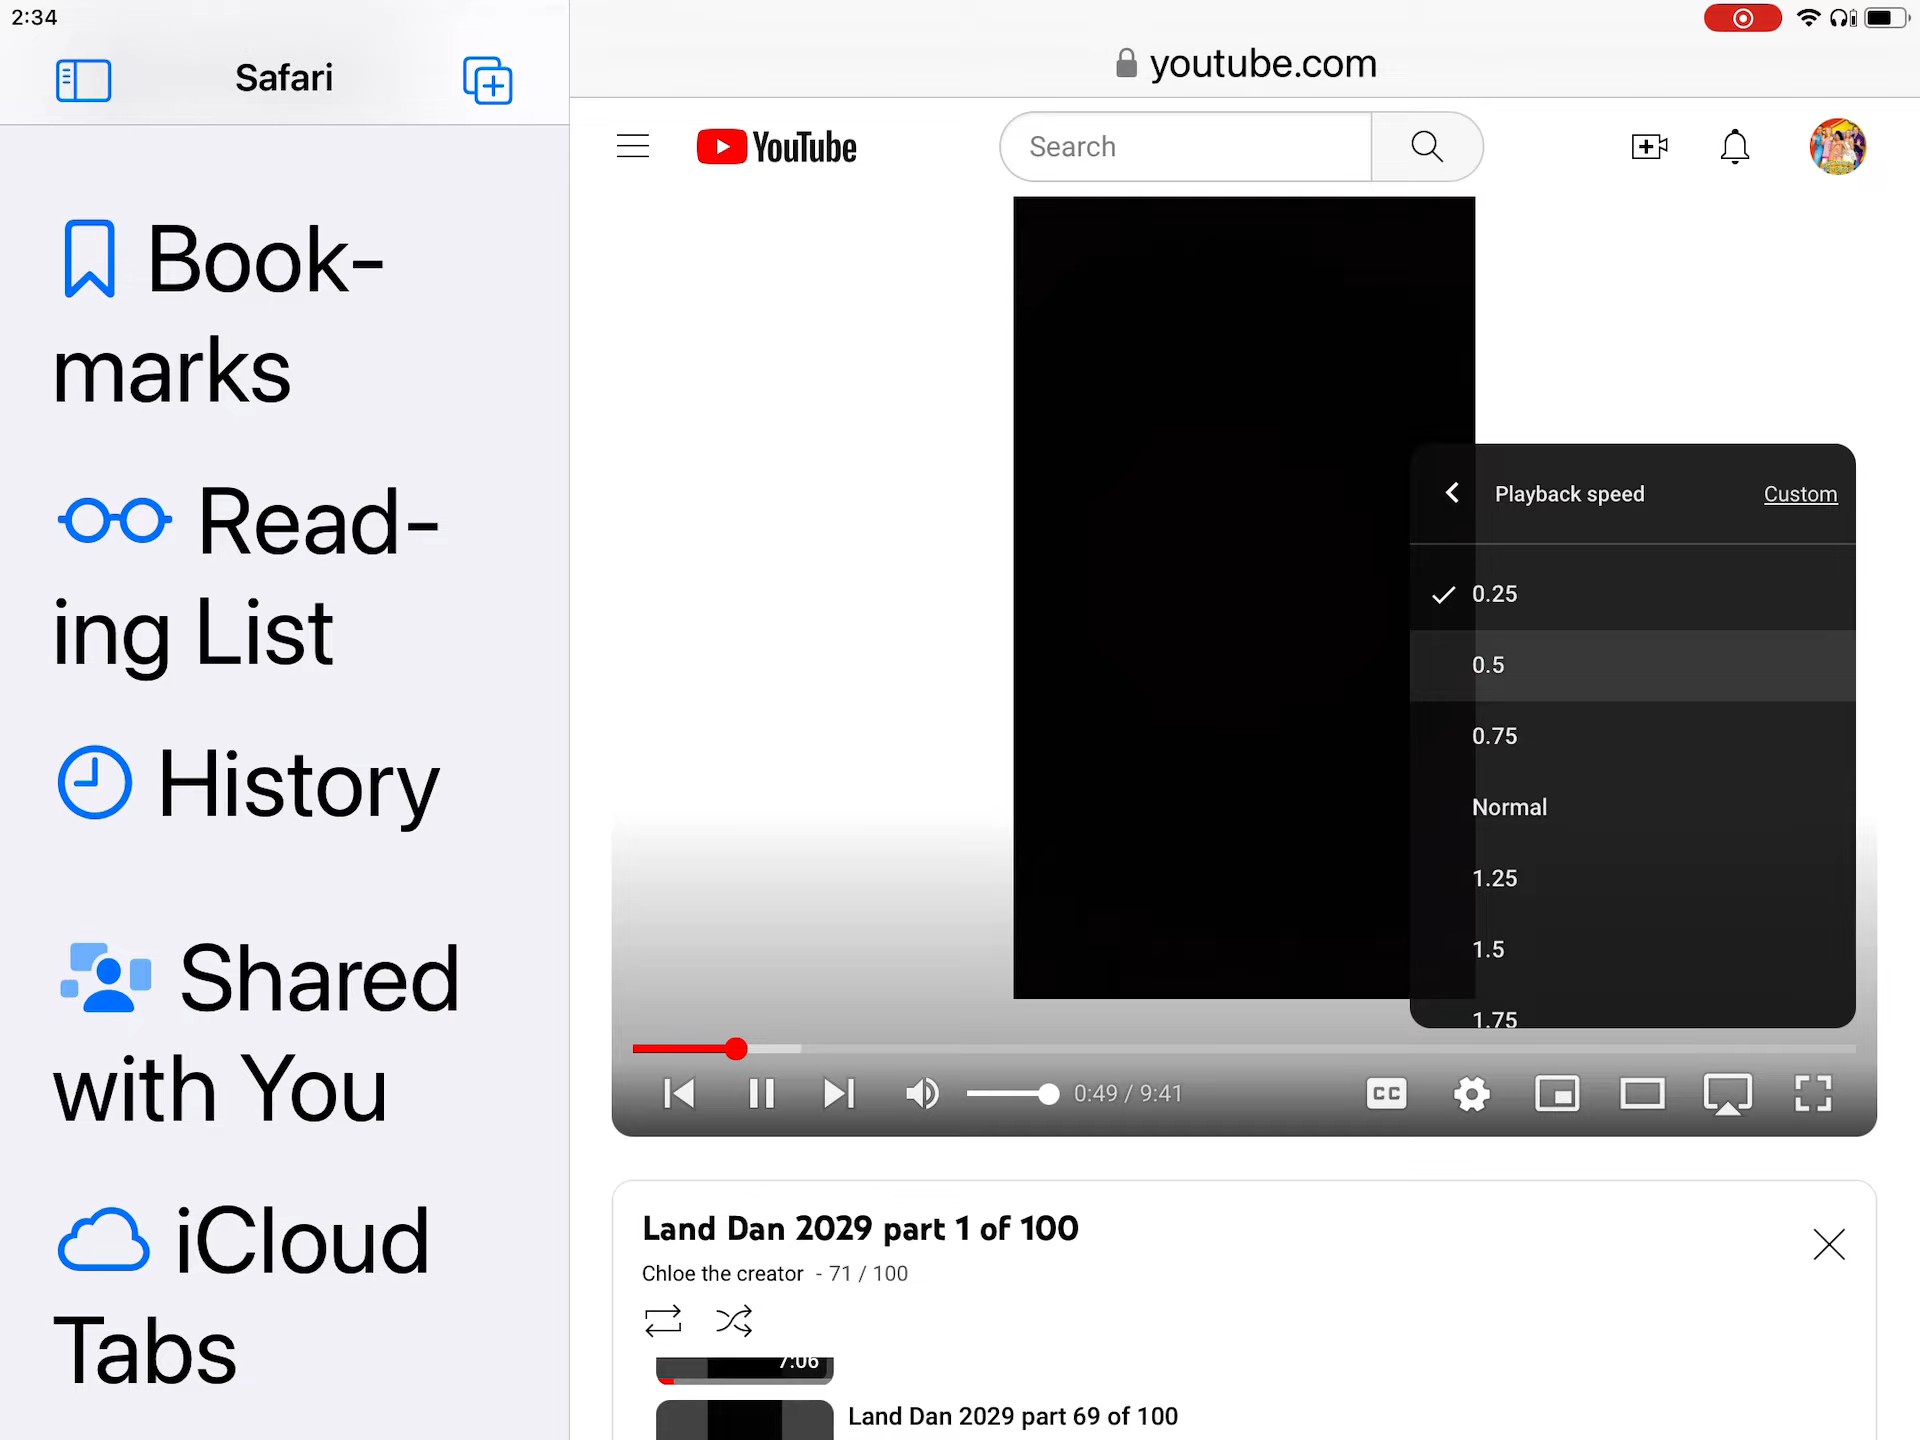 2:34
Safari
Book-
marks
Read-
ing List
History
Shared
with You
iCloud
Tabs
youtube.com
YouTube
Search
Playback speed
Custom
0.25
0.5
0.75
Normal
1.25
1.5
1.75
0:49 / 9:41
CC
Land Dan 2029 part 1 of 100
Chloe the creator - 71 / 100
7:06
Land Dan 2029 part 69 of 100